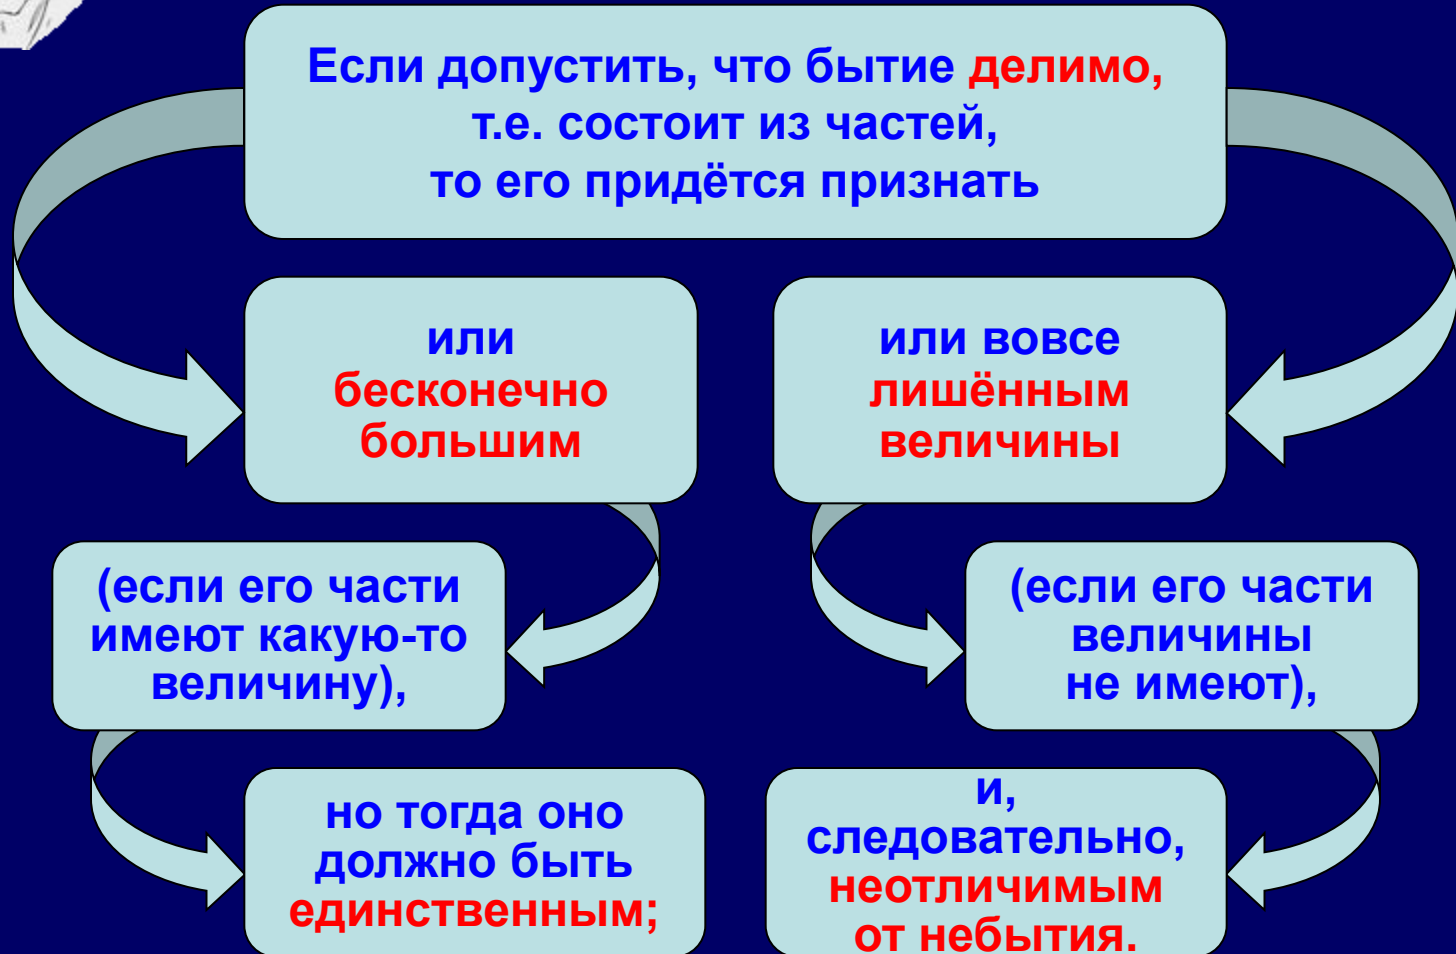 Если допустить, что бытие делимо,
т.е. состоит из частей,
то его придётся признать
или
бесконечно
большим
или вовсе
лишённым
величины
(если его части
имеют какую-то
величину),
(если его части
величины
не имеют),
но тогда оно
должно быть
единственным;
и,
следовательно,
неотличимым
от небытия.